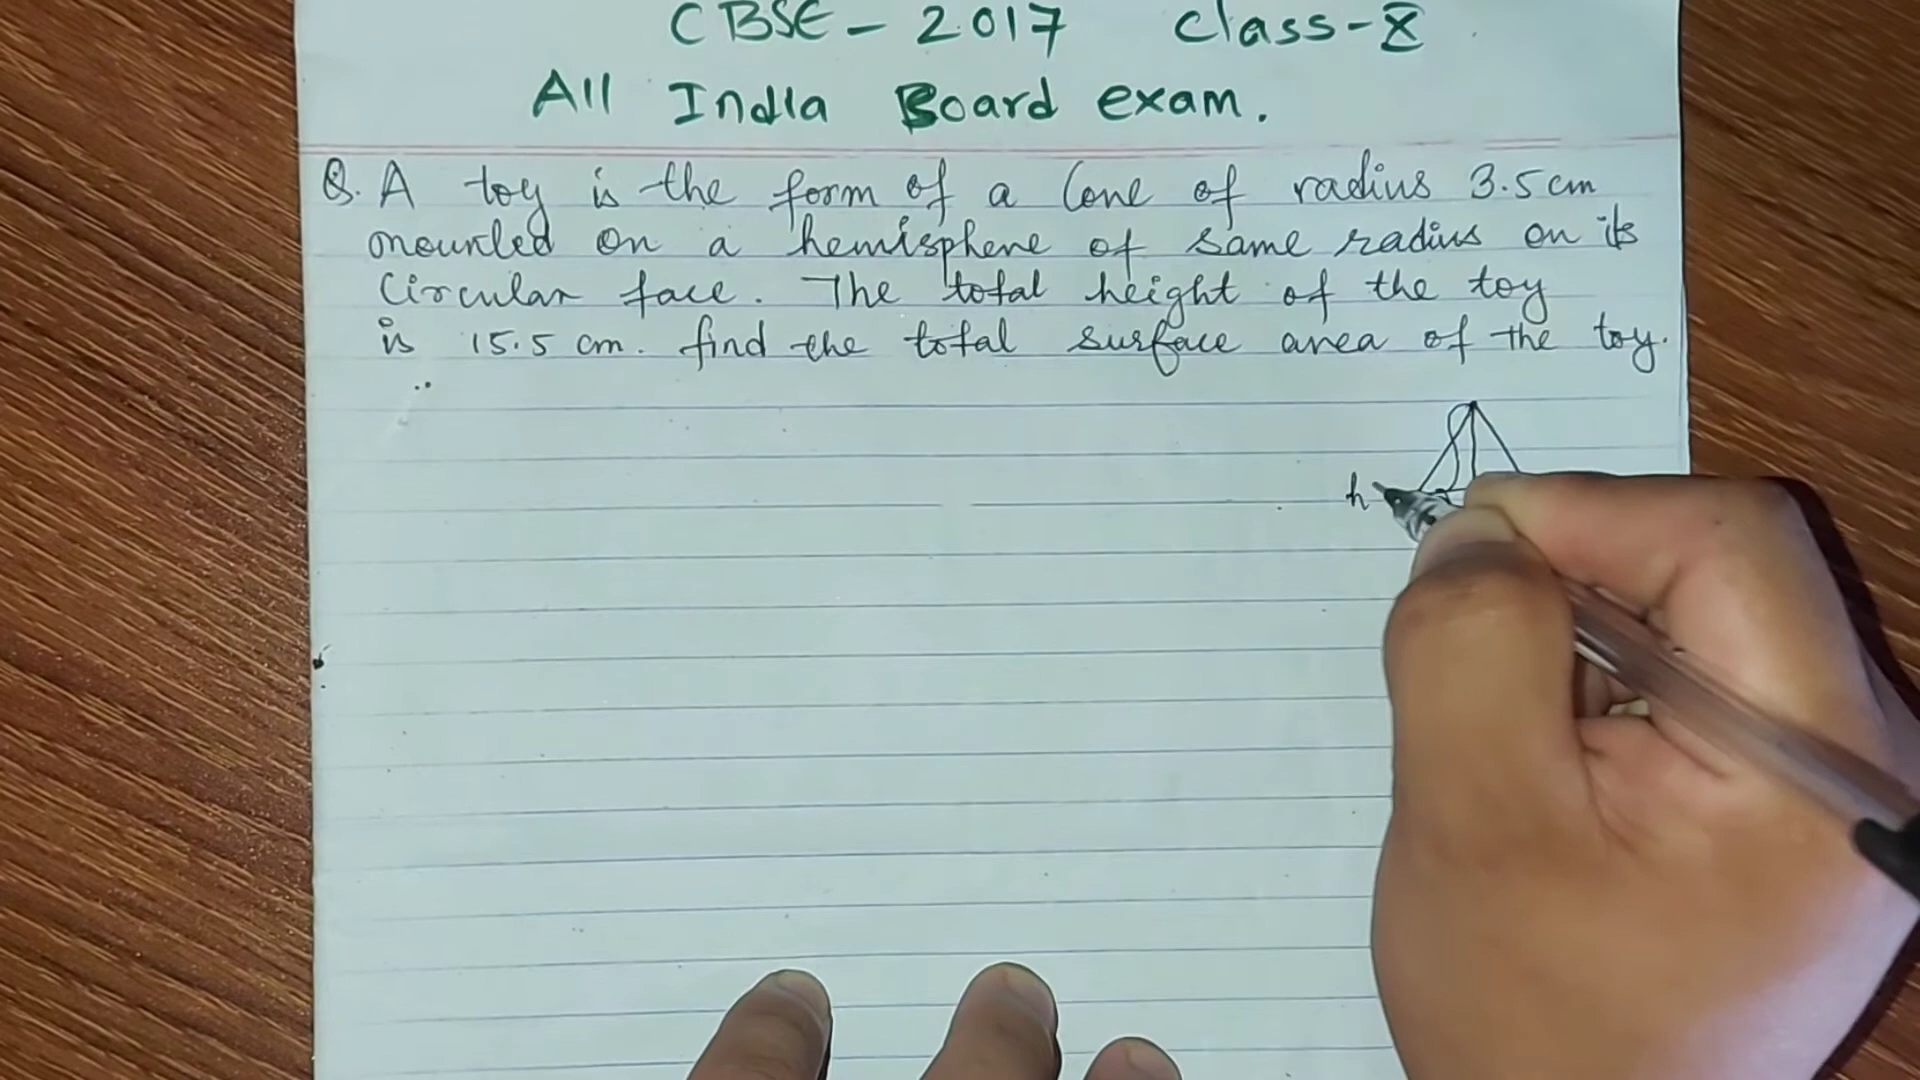 CBSE - 2017 Class-X
All India Board exam.
Q. A toy is the form of a Cone of radius 3.5cm
mounted on a hemisphere of same radius on its
Circular face. The total height of the toy
is 15.5 cm. find the total surface area of the toy.
h